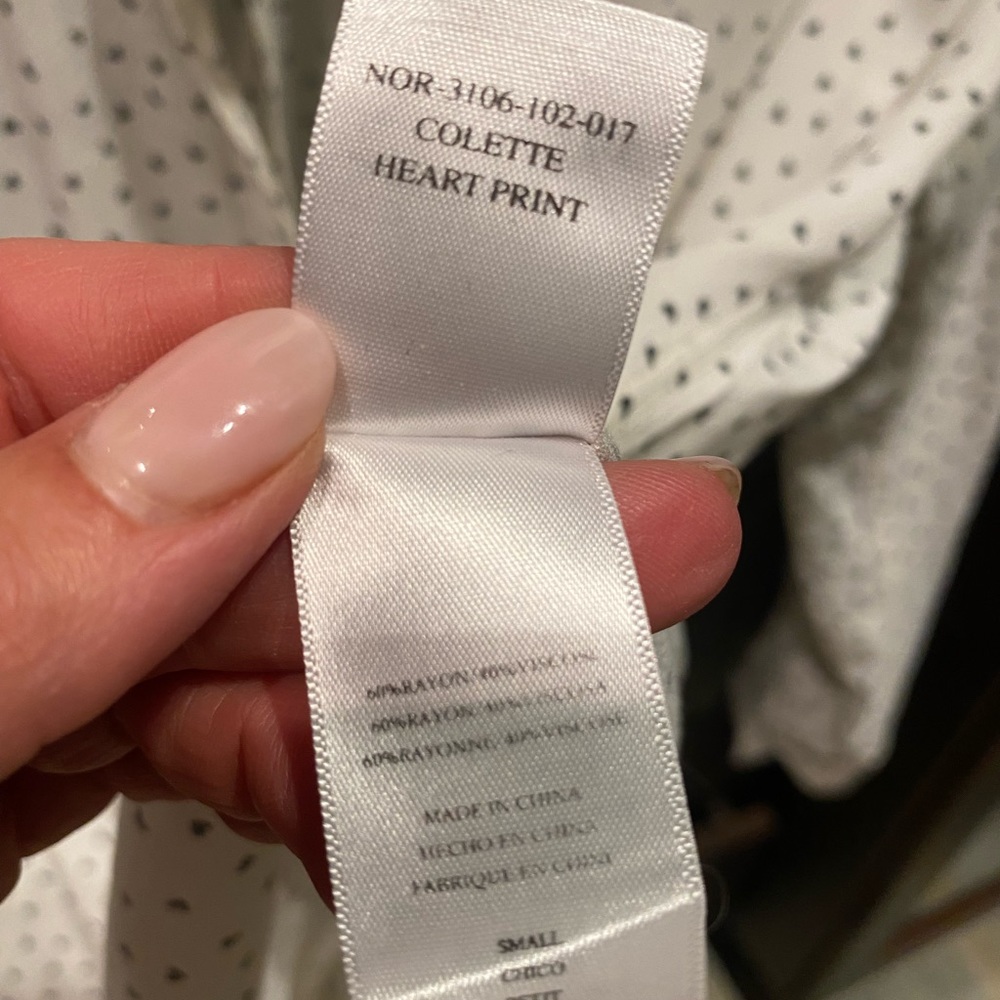 NOR-3106-102-017
COLETTE
HEART PRINT
60%RAYON 40%VISCOSE
60%RAYON 40%VISCOSA
60%RAYONNE 40%VISCOSE
MADE IN CHINA
HECHO EN CHINA
FABRIQUE EN CHINE
SMALL
CHICO
PETIT